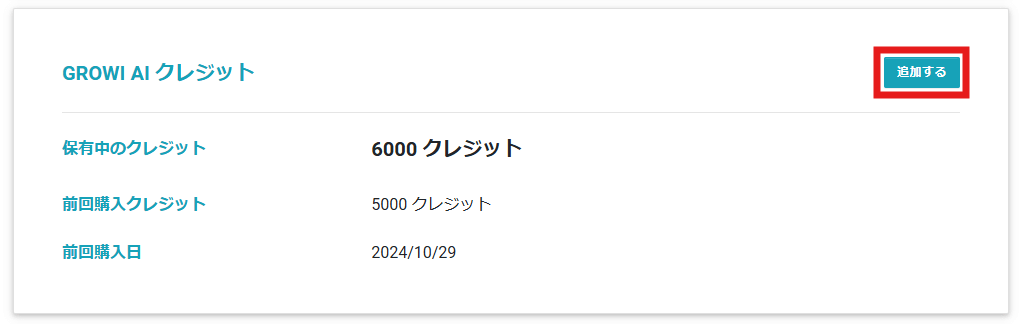 GROWI AI クレジット
追加する
保有中のクレジット 6000 クレジット
前回購入クレジット 5000 クレジット
前回購入日 2024/10/29